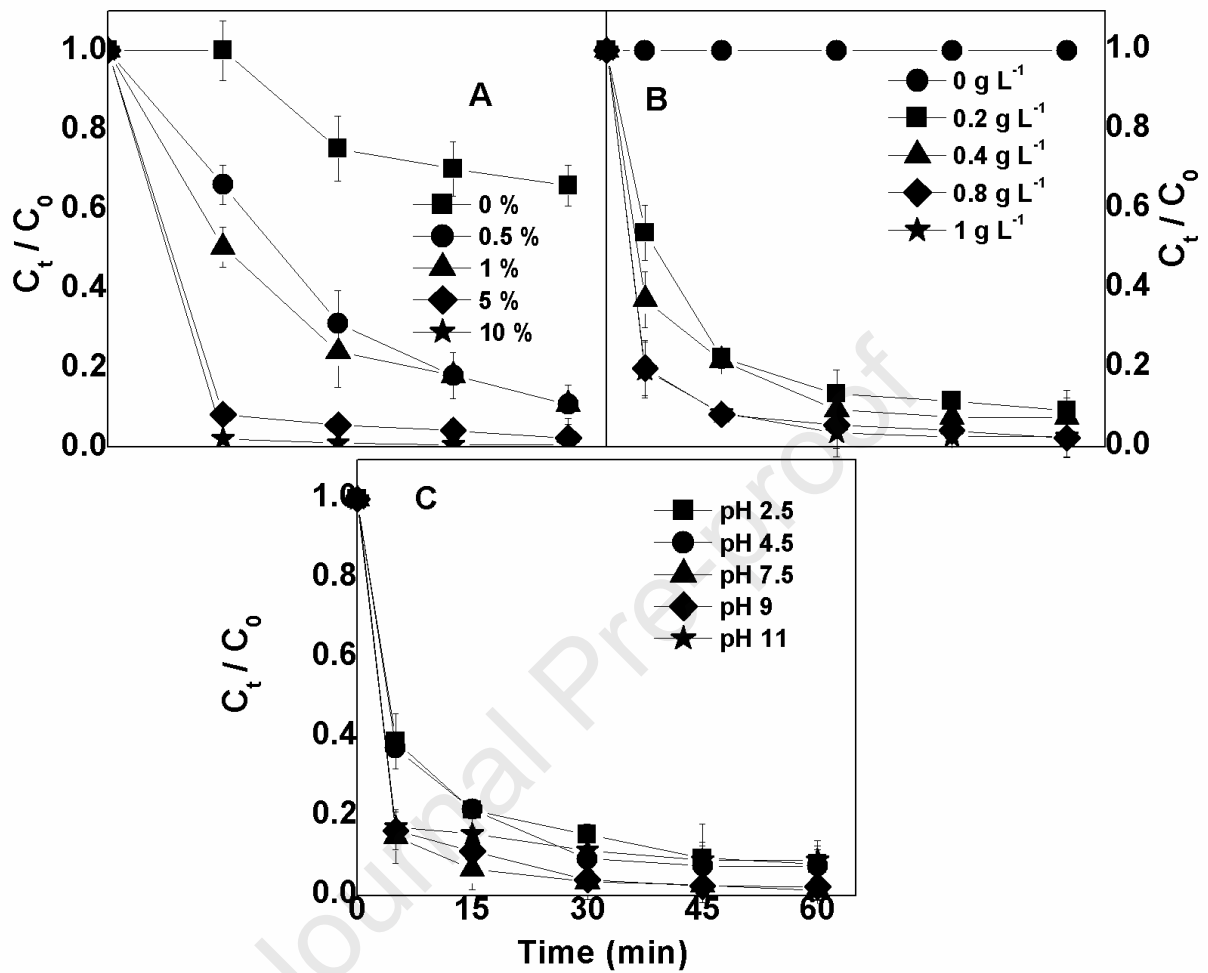 A
B
1.0
0.8
0.6
0.4
0.2
0.0
C_t / C_0
0 %
0.5 %
1 %
5 %
10 %
0 g L⁻¹
0.2 g L⁻¹
0.4 g L⁻¹
0.8 g L⁻¹
1 g L⁻¹
1.0
0.8
0.6
0.4
0.2
0.0
C_t / C_0
C
1.0
0.8
0.6
0.4
0.2
0.0
C_t / C_0
pH 2.5
pH 4.5
pH 7.5
pH 9
pH 11
0 15 30 45 60
Time (min)
Journal Pre-proof